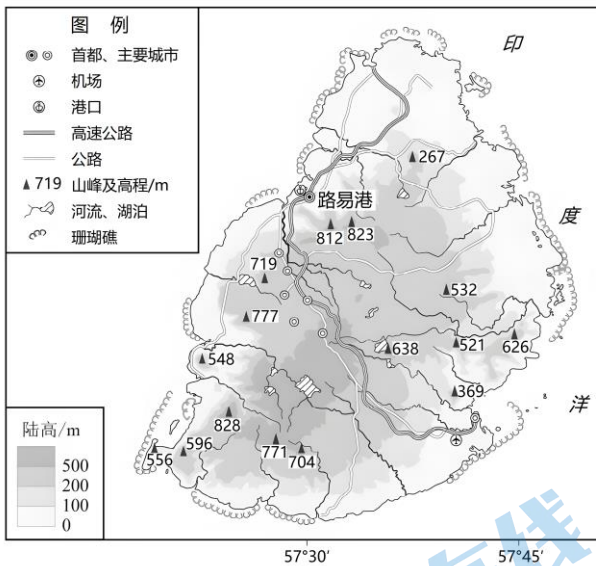 图 例
首都、主要城市
机场
港口
高速公路
公路
719 山峰及高程/m
河流、湖泊
珊瑚礁
印
度
洋
267
路易港
812
823
719
532
777
521
626
638
548
369
828
596
556
771
704
陆高/m
500
200
100
0
57°30′
57°45′
有线